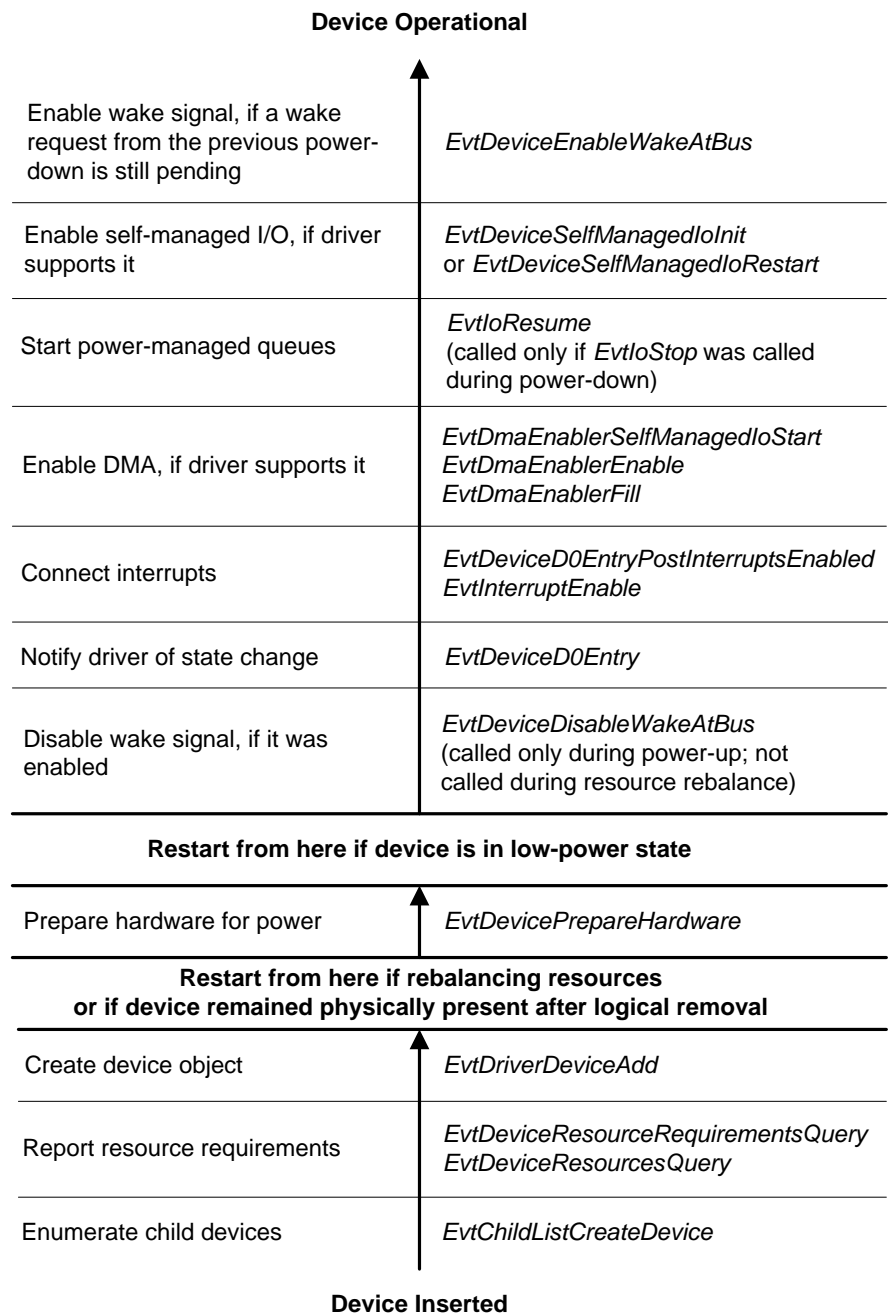 Device Operational
Enable wake signal, if a wake
request from the previous power-
down is still pending
EvtDeviceEnableWakeAtBus
Enable self-managed I/O, if driver
supports it
EvtDeviceSelfManagedIoInit
or EvtDeviceSelfManagedIoRestart
Start power-managed queues
EvtIoResume
(called only if EvtIoStop was called
during power-down)
Enable DMA, if driver supports it
EvtDmaEnablerSelfManagedIoStart
EvtDmaEnablerEnable
EvtDmaEnablerFill
Connect interrupts
EvtDeviceD0EntryPostInterruptsEnabled
EvtInterruptEnable
Notify driver of state change
EvtDeviceD0Entry
Disable wake signal, if it was
enabled
EvtDeviceDisableWakeAtBus
(called only during power-up; not
called during resource rebalance)
Restart from here if device is in low-power state
Prepare hardware for power
EvtDevicePrepareHardware
Restart from here if rebalancing resources
or if device remained physically present after logical removal
Create device object
EvtDriverDeviceAdd
Report resource requirements
EvtDeviceResourceRequirementsQuery
EvtDeviceResourcesQuery
Enumerate child devices
EvtChildListCreateDevice
Device Inserted